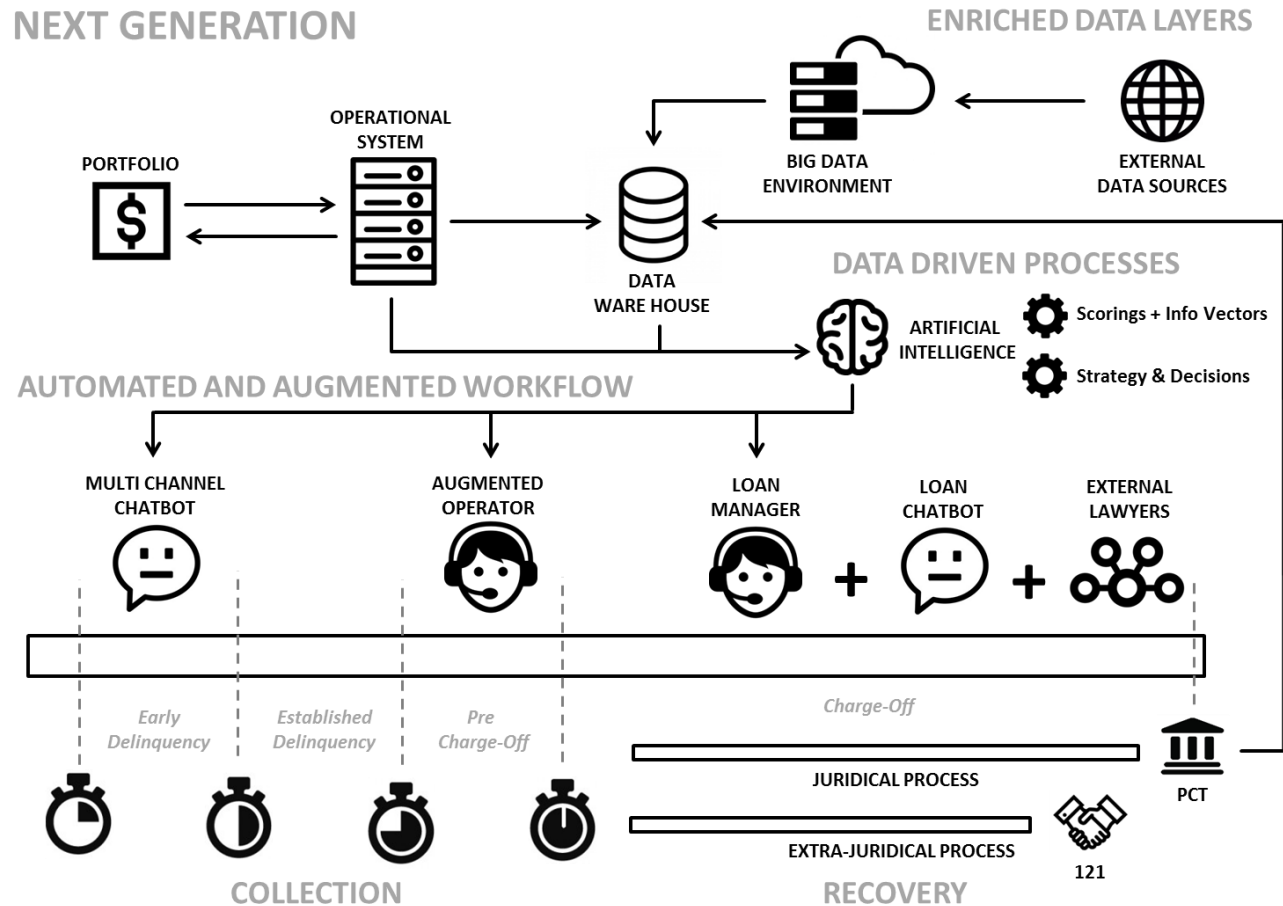 NEXT GENERATION
ENRICHED DATA LAYERS
OPERATIONAL
SYSTEM
PORTFOLIO
$
BIG DATA
ENVIRONMENT
EXTERNAL
DATA SOURCES
DATA
WARE HOUSE
DATA DRIVEN PROCESSES
ARTIFICIAL
INTELLIGENCE
Scorings + Info Vectors
Strategy & Decisions
AUTOMATED AND AUGMENTED WORKFLOW
MULTI CHANNEL
CHATBOT
AUGMENTED
OPERATOR
LOAN
MANAGER
+
LOAN
CHATBOT
+
EXTERNAL
LAWYERS
Early
Delinquency
Established
Delinquency
Pre
Charge-Off
Charge-Off
JURIDICAL PROCESS
PCT
EXTRA-JURIDICAL PROCESS
121
COLLECTION
RECOVERY